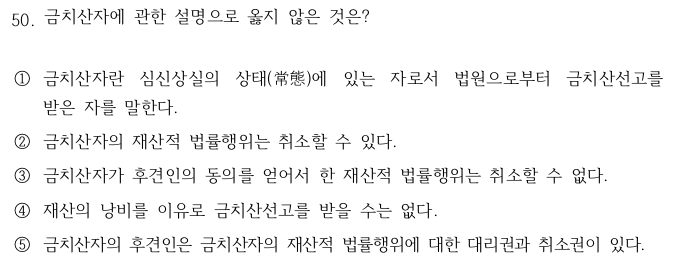 50. 금치산자에 관한 설명으로 옳지 않은 것은?
① 금치산자란 심신상실의 상태(常態)에 있는 자로서 법원으로부터 금치산선고를
받은 자를 말한다.
② 금치산자의 재산적 법률행위는 취소할 수 있다.
③ 금치산자가 후견인의 동의를 얻어서 한 재산적 법률행위는 취소할 수 없다.
④ 재산의 낭비를 이유로 금치산선고를 받을 수는 없다.
⑤ 금치산자의 후견인은 금치산자의 재산적 법률행위에 대한 대리권과 취소권이 있다.